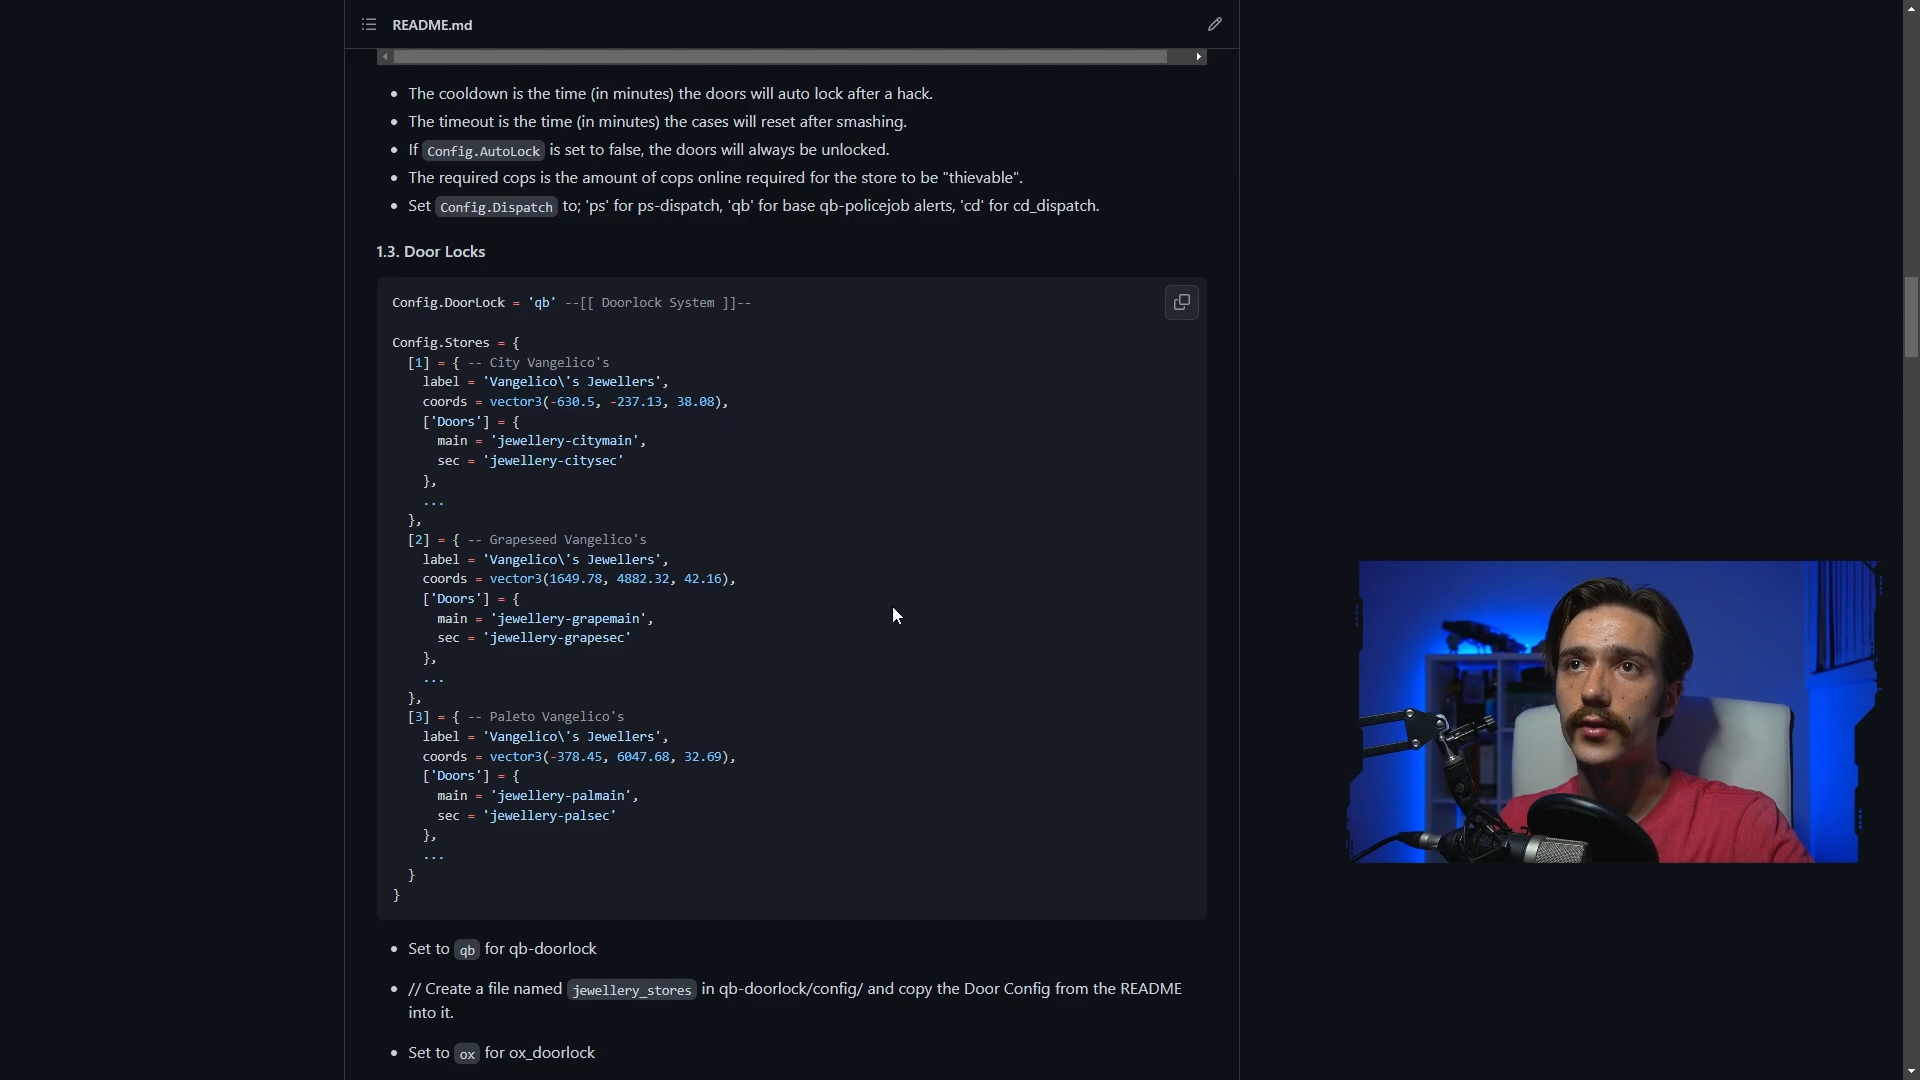 README.md
The cooldown is the time (in minutes) the doors will auto lock after a hack.
The timeout is the time (in minutes) the cases will reset after smashing.
If Config.AutoLock is set to false, the doors will always be unlocked.
The required cops is the amount of cops online required for the store to be "thievable".
Set Config.Dispatch to; 'ps' for ps-dispatch, 'qb' for base qb-policejob alerts, 'cd' for cd_dispatch.
1.3. Door Locks
Config.DoorLock = 'qb' --[[ Doorlock System ]]--
Config.Stores = {
[1] = { -- City Vangelico's
label = 'Vangelico\'s Jewellers',
coords = vector3(-630.5, -237.13, 38.08),
['Doors'] = {
main = 'jewellery-citymain',
sec = 'jewellery-citysec'
},
...
},
[2] = { -- Grapeseed Vangelico's
label = 'Vangelico\'s Jewellers',
coords = vector3(1649.78, 4882.32, 42.16),
['Doors'] = {
main = 'jewellery-grapemain',
sec = 'jewellery-grapesec'
},
...
},
[3] = { -- Paleto Vangelico's
label = 'Vangelico\'s Jewellers',
coords = vector3(-378.45, 6047.68, 32.69),
['Doors'] = {
main = 'jewellery-palmain',
sec = 'jewellery-palsec'
},
...
}
}
Set to qb for qb-doorlock
// Create a file named jewellery_stores in qb-doorlock/config/ and copy the Door Config from the README
into it.
Set to ox for ox_doorlock